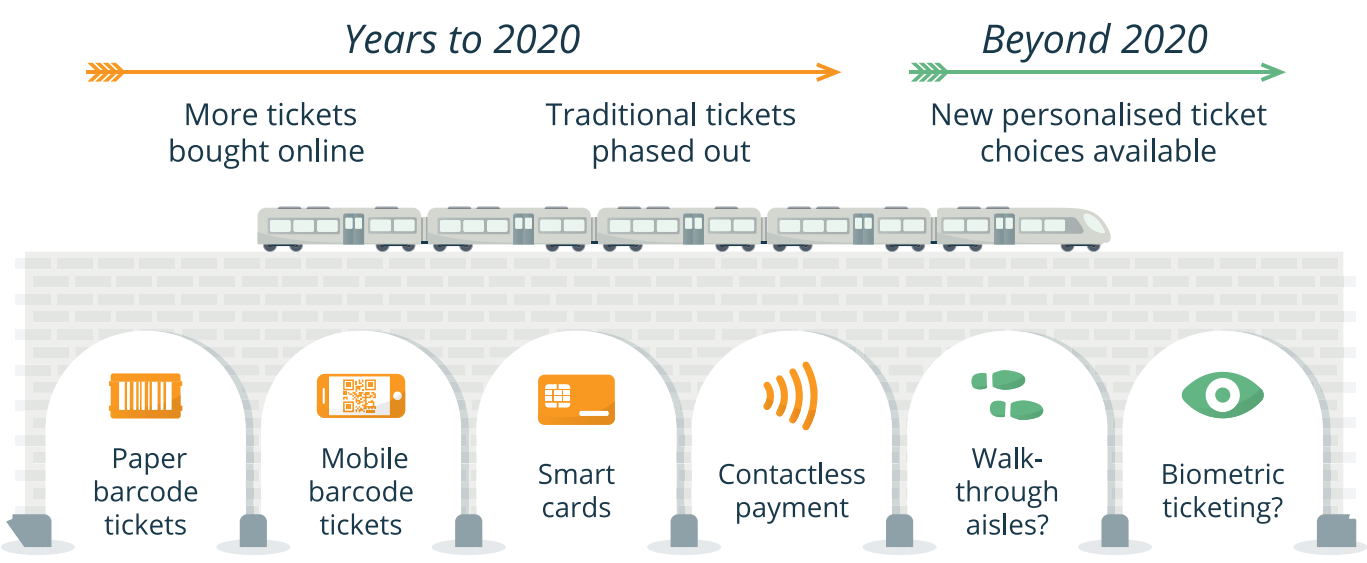 Years to 2020
Beyond 2020
More tickets
bought online
Traditional tickets
phased out
New personalised ticket
choices available
Paper
barcode
tickets
Mobile
barcode
tickets
Smart
cards
Contactless
payment
Walk-
through
aisles?
Biometric
ticketing?